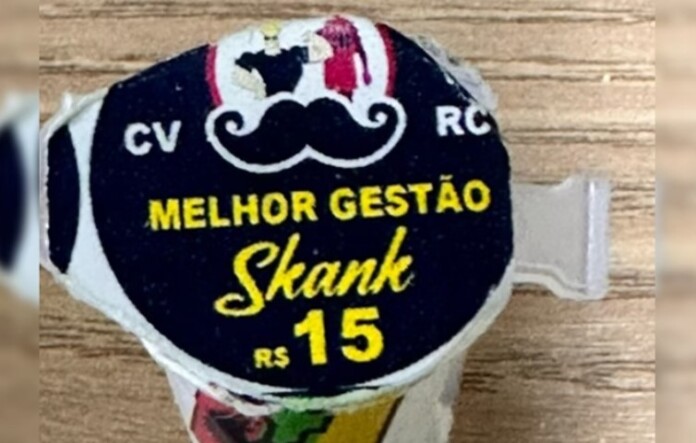 CV RC
MELHOR GESTÃO
Skank
R$ 15